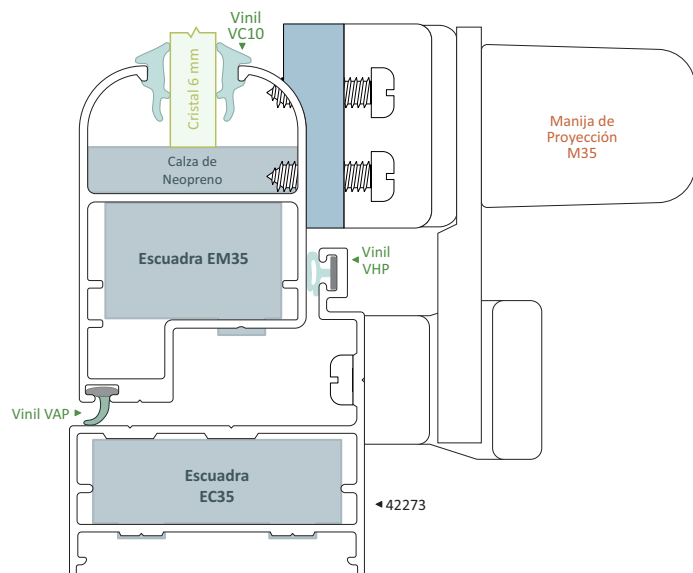 Vinil
VC10
Cristal 6 mm
Manija de
Proyección
M35
Calza de
Neopreno
Escuadra EM35
Vinil
VHP
Vinil VAP
Escuadra
EC35
42273